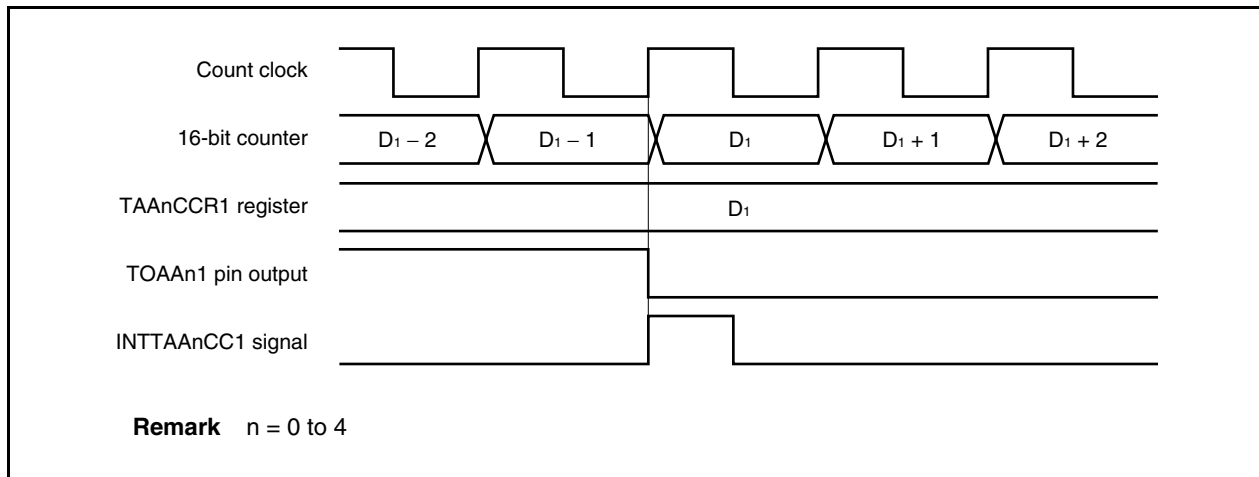 Count clock
16-bit counter
D₁ − 2 D₁ − 1 D₁ D₁ + 1 D₁ + 2
TAAnCCR1 register
D₁
TOAAn1 pin output
INTTAAnCC1 signal
Remark n = 0 to 4